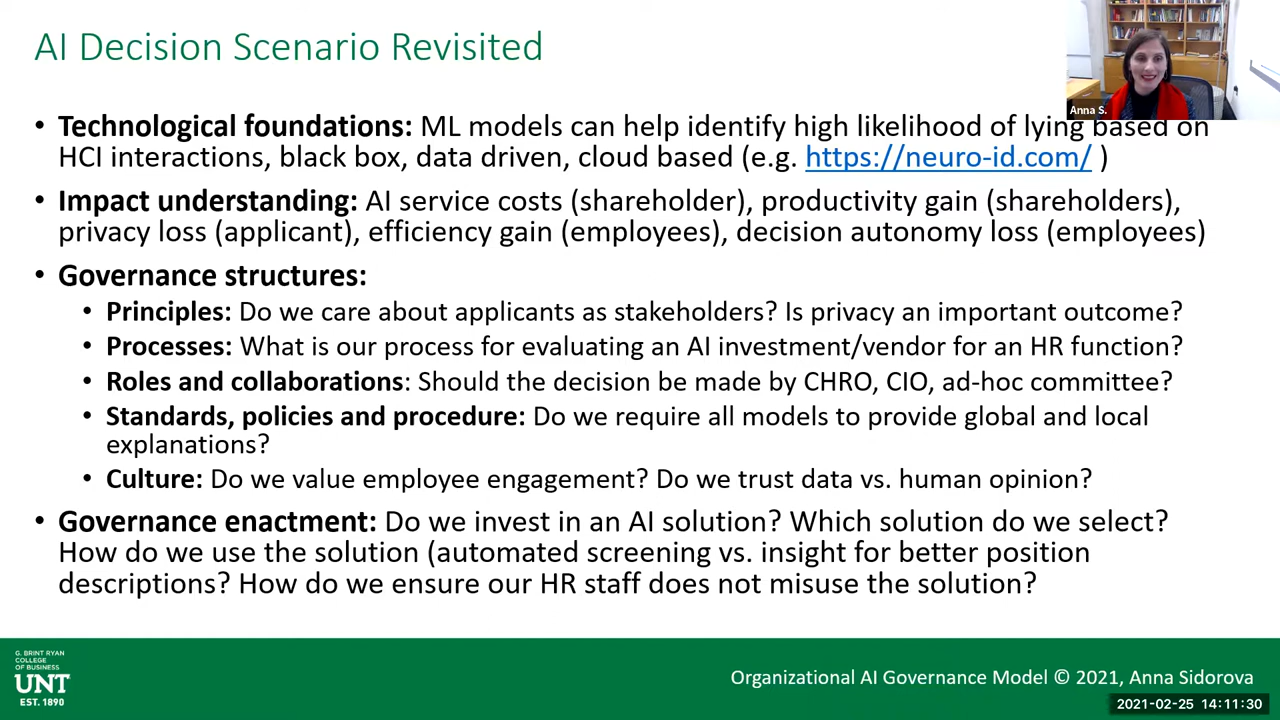 AI Decision Scenario Revisited
Anna S.
• Technological foundations: ML models can help identify high likelihood of lying based on
HCI interactions, black box, data driven, cloud based (e.g. https://neuro-id.com/ )
• Impact understanding: AI service costs (shareholder), productivity gain (shareholders),
privacy loss (applicant), efficiency gain (employees), decision autonomy loss (employees)
• Governance structures:
• Principles: Do we care about applicants as stakeholders? Is privacy an important outcome?
• Processes: What is our process for evaluating an AI investment/vendor for an HR function?
• Roles and collaborations: Should the decision be made by CHRO, CIO, ad-hoc committee?
• Standards, policies and procedure: Do we require all models to provide global and local
explanations?
• Culture: Do we value employee engagement? Do we trust data vs. human opinion?
• Governance enactment: Do we invest in an AI solution? Which solution do we select?
How do we use the solution (automated screening vs. insight for better position
descriptions? How do we ensure our HR staff does not misuse the solution?
G. BRINT RYAN
COLLEGE
OF BUSINESS
UNT
EST. 1890
Organizational AI Governance Model © 2021, Anna Sidorova
2021-02-25 14:11:30